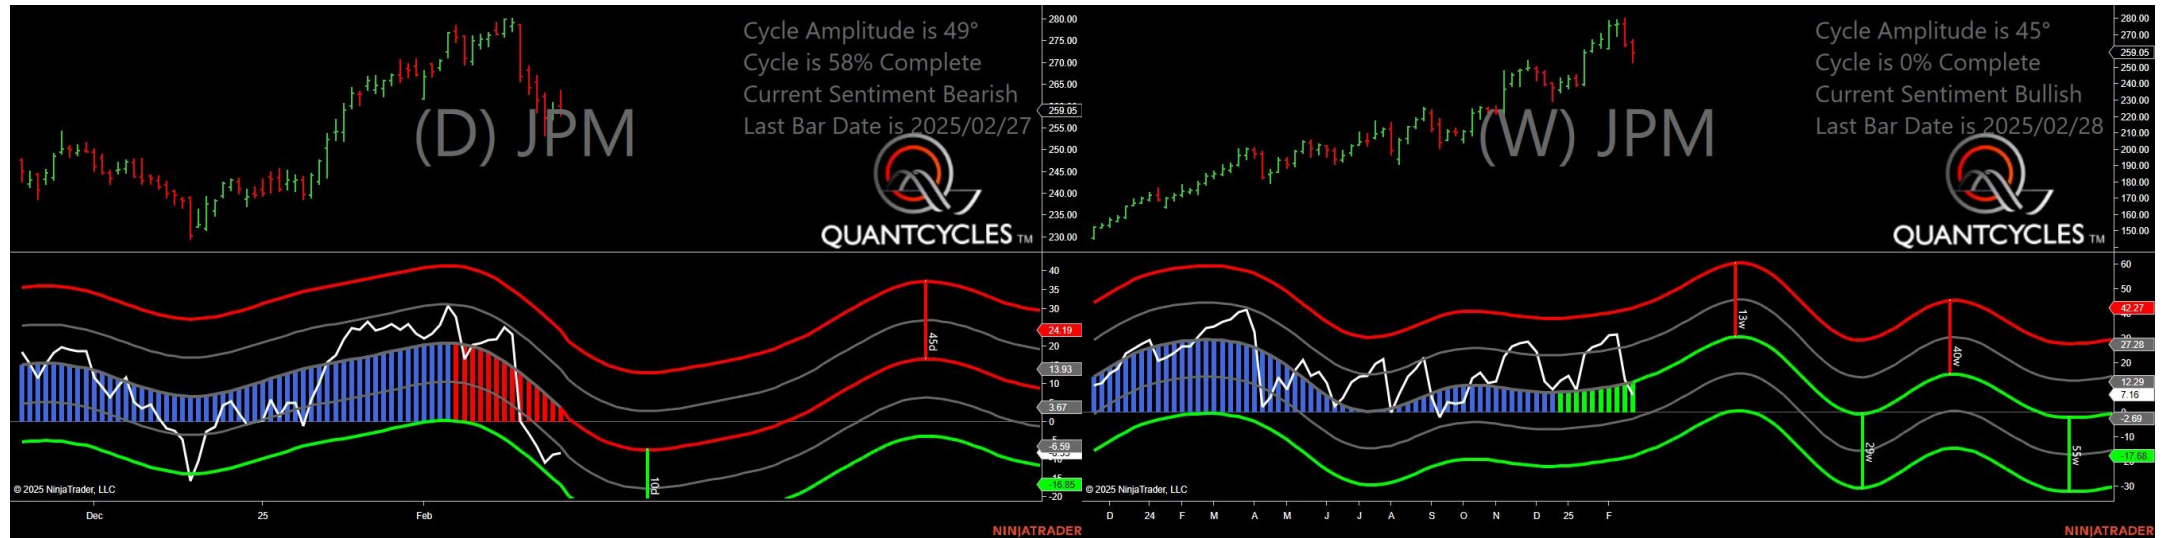 Cycle Amplitude is 49°
Cycle is 58% Complete
Current Sentiment Bearish
Last Bar Date is 2025/02/27
(D) JPM
QUANTCYCLES TM
280.00
275.00
270.00
265.00
259.05
255.00
250.00
245.00
240.00
235.00
230.00
40
35
30
24.19
20
13.93
10
3.67
0
-6.59
-16.85
-20
45d
10d
© 2025 NinjaTrader, LLC
Dec
25
Feb
NINJATRADER
Cycle Amplitude is 45°
Cycle is 0% Complete
Current Sentiment Bullish
Last Bar Date is 2025/02/28
(W) JPM
QUANTCYCLES TM
280.00
270.00
259.05
250.00
240.00
230.00
220.00
210.00
200.00
190.00
180.00
170.00
160.00
150.00
60
50
42.27
27.28
20
12.29
7.16
-2.69
-10
-17.68
-30
13w
40w
29w
55w
© 2025 NinjaTrader, LLC
D
24
F
M
A
M
J
J
A
S
O
N
D
25
F
NINJATRADER